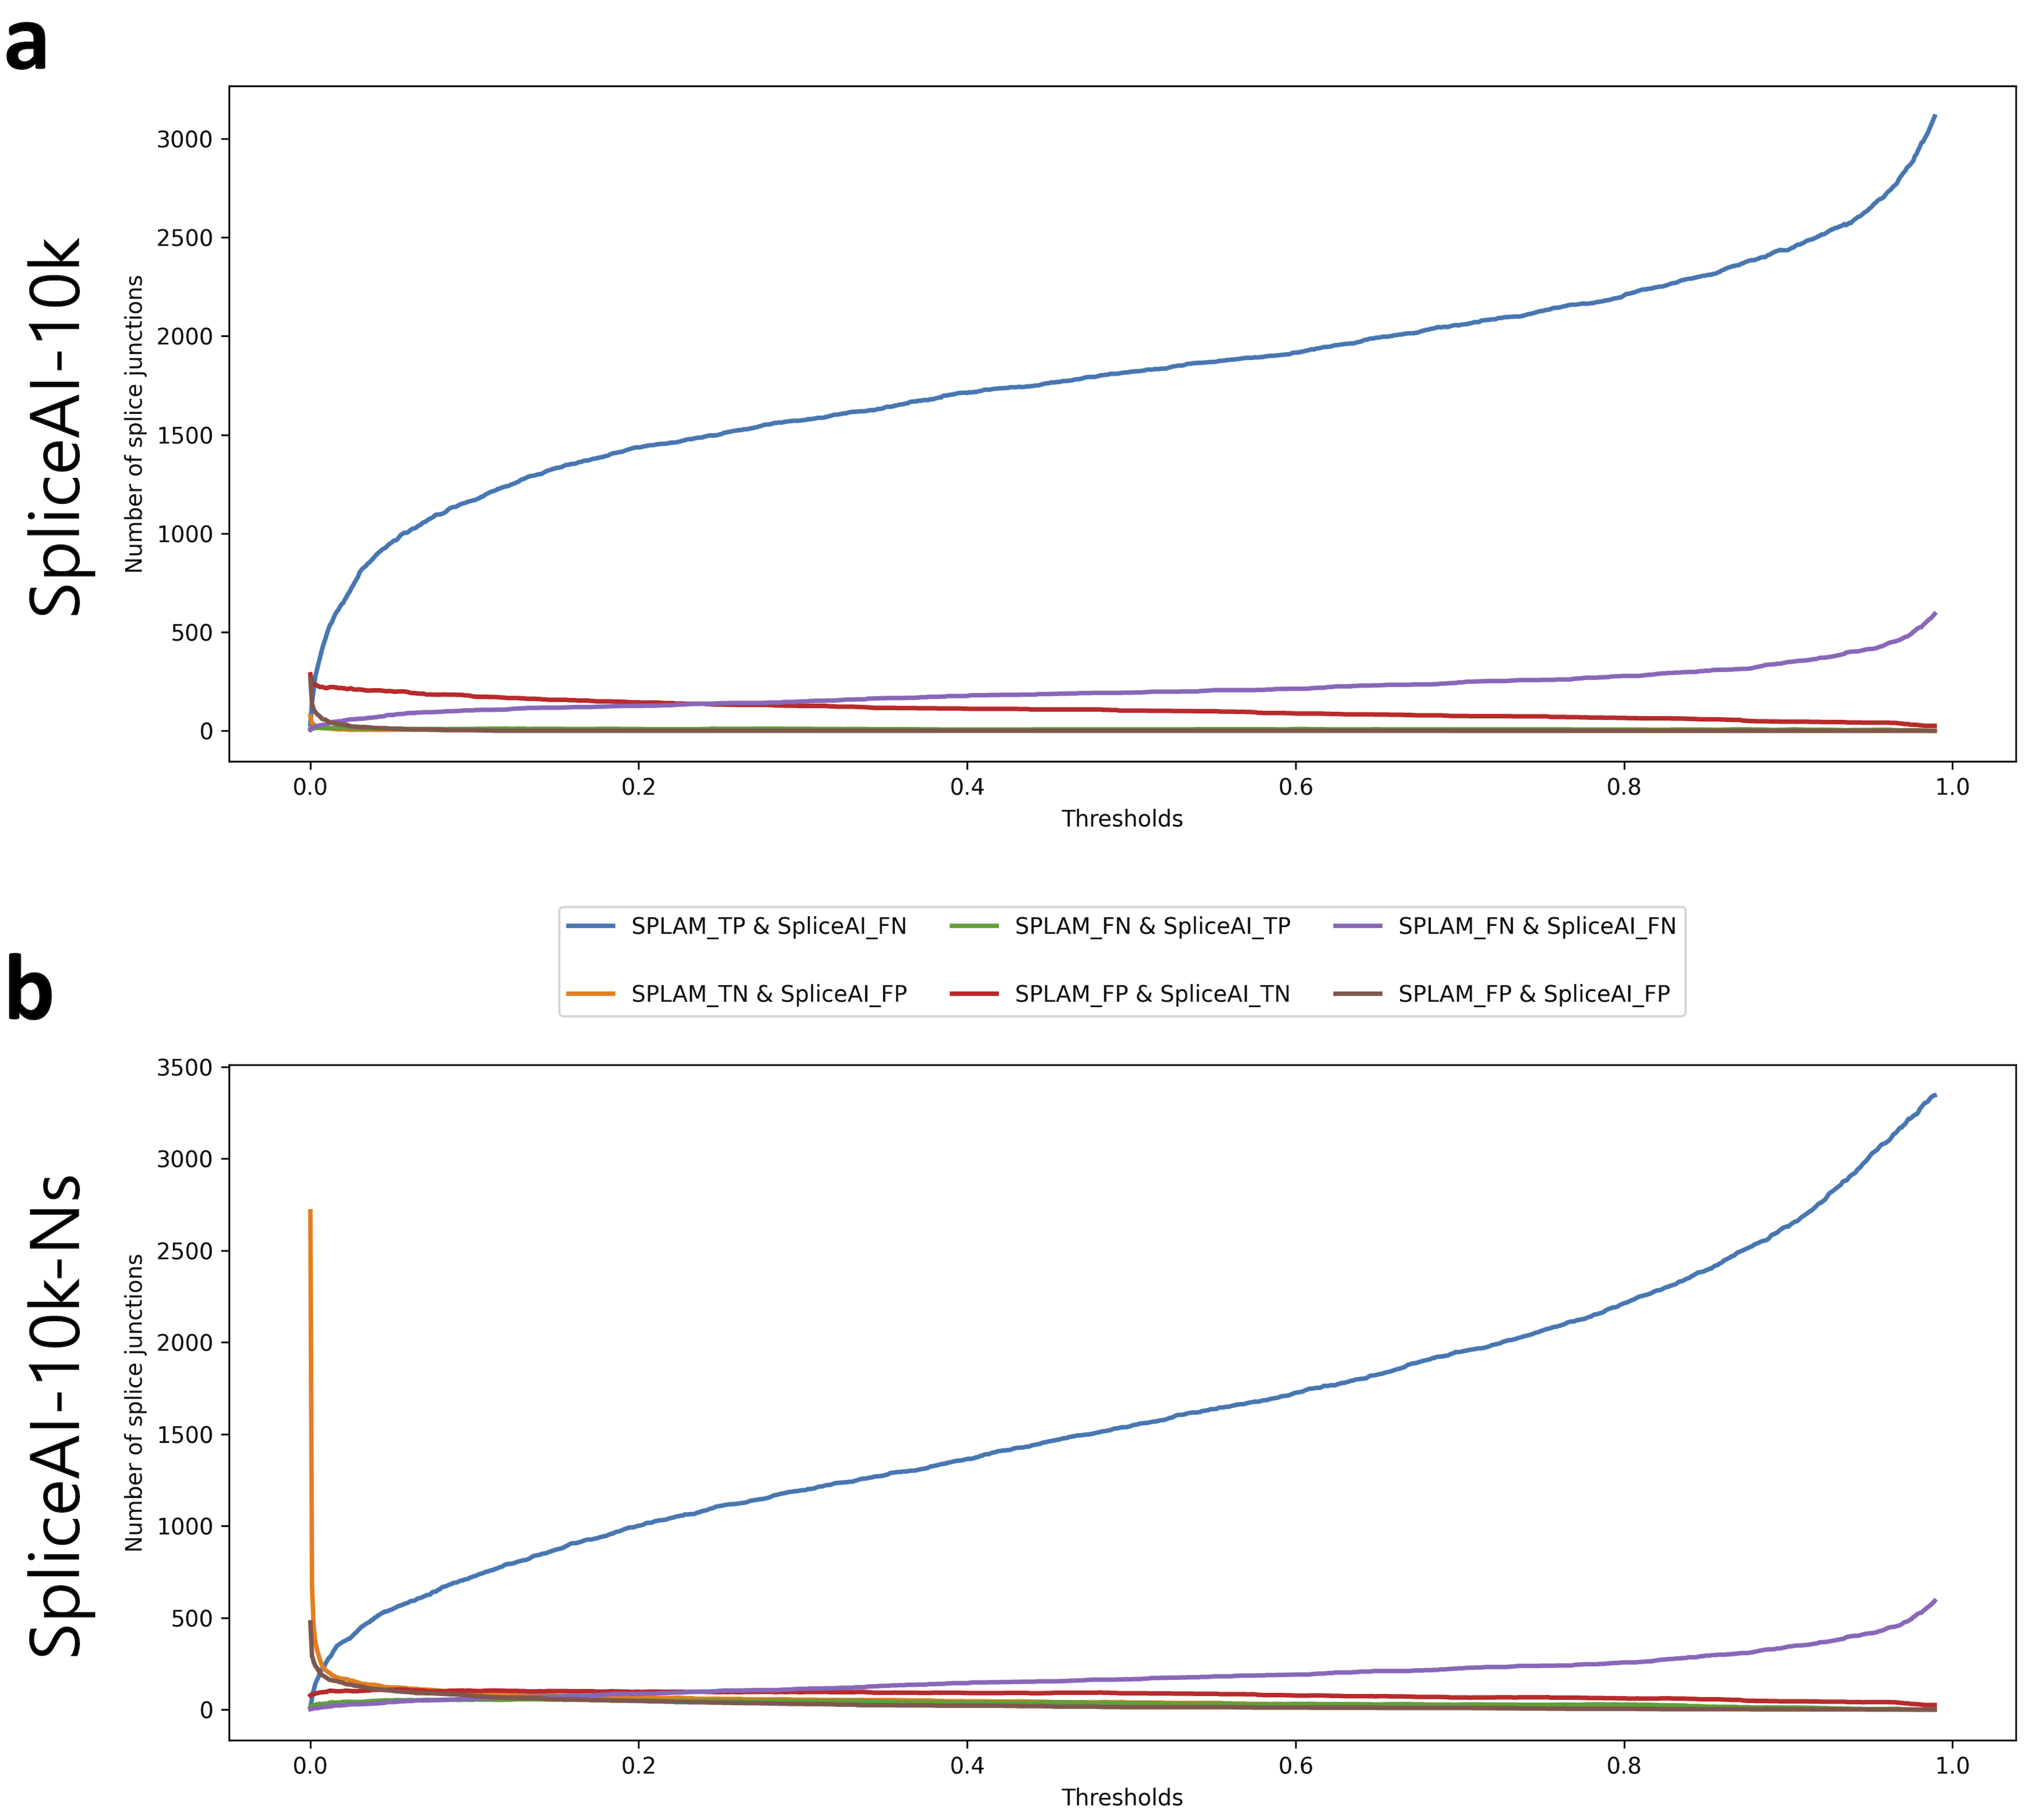 a
SpliceAI-10k
Number of splice junctions
3000
2500
2000
1500
1000
500
0
0.0 0.2 0.4 0.6 0.8 1.0
Thresholds
SPLAM_TP & SpliceAI_FN SPLAM_FN & SpliceAI_TP SPLAM_FN & SpliceAI_FN
SPLAM_TN & SpliceAI_FP SPLAM_FP & SpliceAI_TN SPLAM_FP & SpliceAI_FP
b
SpliceAI-10k-Ns
Number of splice junctions
3500
3000
2500
2000
1500
1000
500
0
0.0 0.2 0.4 0.6 0.8 1.0
Thresholds